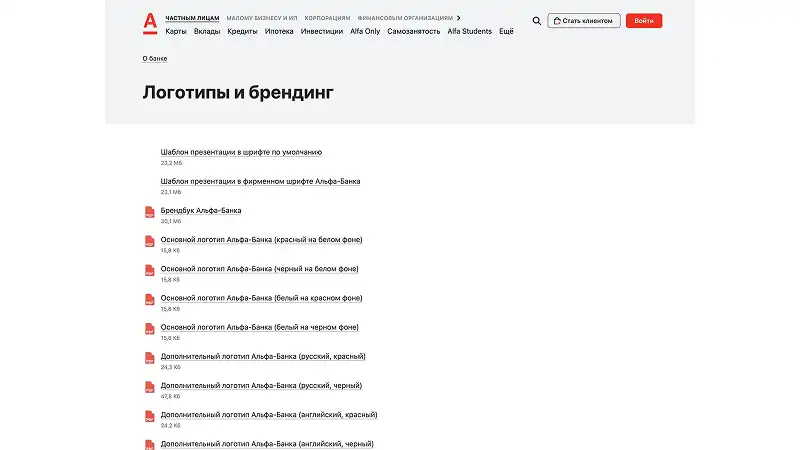 А
ЧАСТНЫМ ЛИЦАМ МАЛОМУ БИЗНЕСУ И ИП КОРПОРАЦИЯМ ФИНАНСОВЫМ ОРГАНИЗАЦИЯМ
Карты Вклады Кредиты Ипотека Инвестиции Alfa Only Самозанятость Alfa Students Ещё
Стать клиентом Войти
О банке
Логотипы и брендинг
Шаблон презентации в шрифте по умолчанию
23,2 Мб
Шаблон презентации в фирменном шрифте Альфа-Банка
23,1 Мб
PDF Брендбук Альфа-Банка
30,1 Мб
PDF Основной логотип Альфа-Банка (красный на белом фоне)
15,8 Кб
PDF Основной логотип Альфа-Банка (черный на белом фоне)
15,8 Кб
PDF Основной логотип Альфа-Банка (белый на красном фоне)
15,8 Кб
PDF Основной логотип Альфа-Банка (белый на черном фоне)
15,8 Кб
PDF Дополнительный логотип Альфа-Банка (русский, красный)
24,3 Кб
PDF Дополнительный логотип Альфа-Банка (русский, черный)
47,8 Кб
PDF Дополнительный логотип Альфа-Банка (английский, красный)
24,2 Кб
Дополнительный логотип Альфа-Банка (английский, черный)